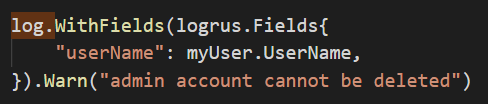 log.WithFields(logrus.Fields{
    "userName": myUser.UserName,
}).Warn("admin account cannot be deleted")